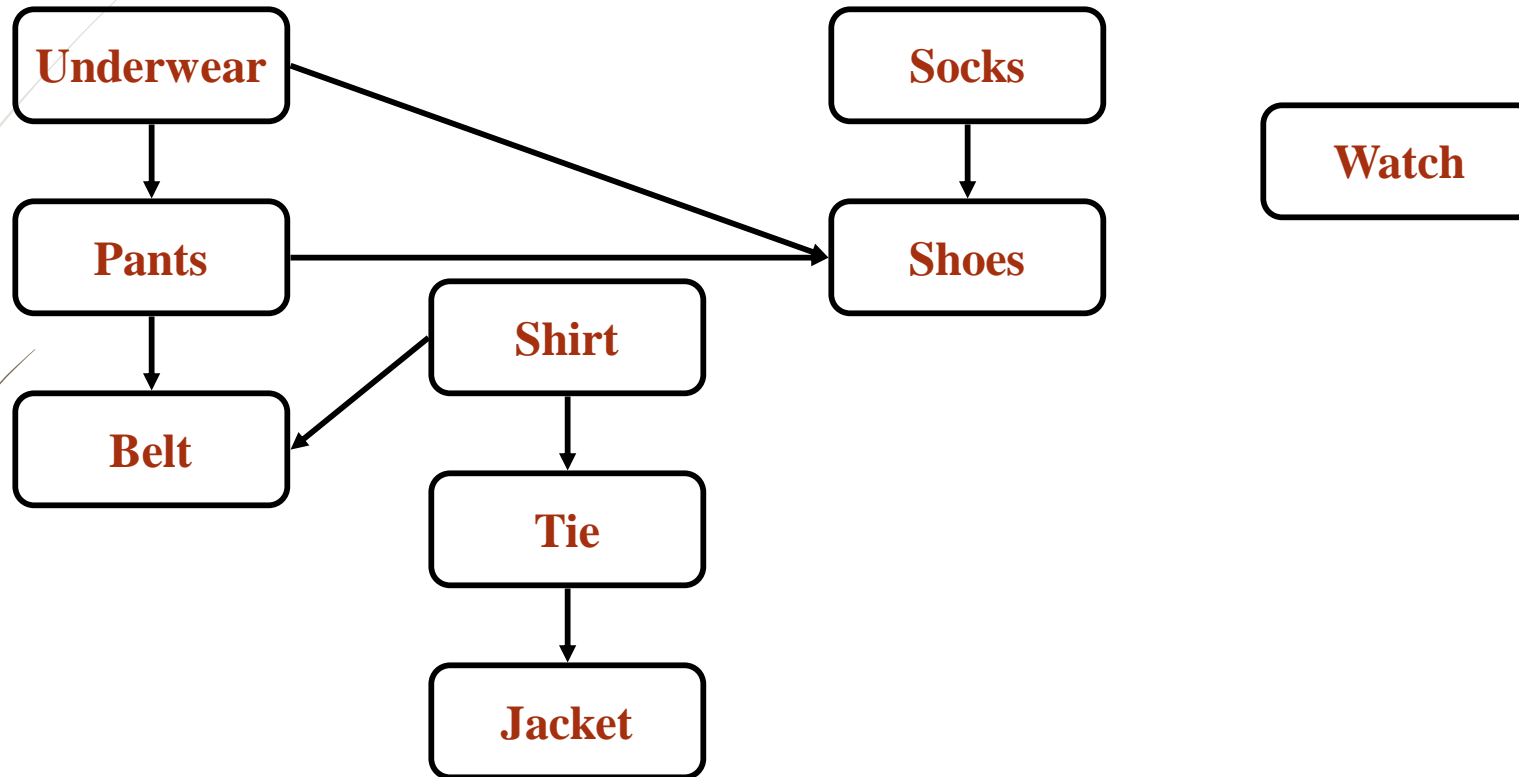 Underwear
Socks
Watch
Pants
Shoes
Shirt
Belt
Tie
Jacket